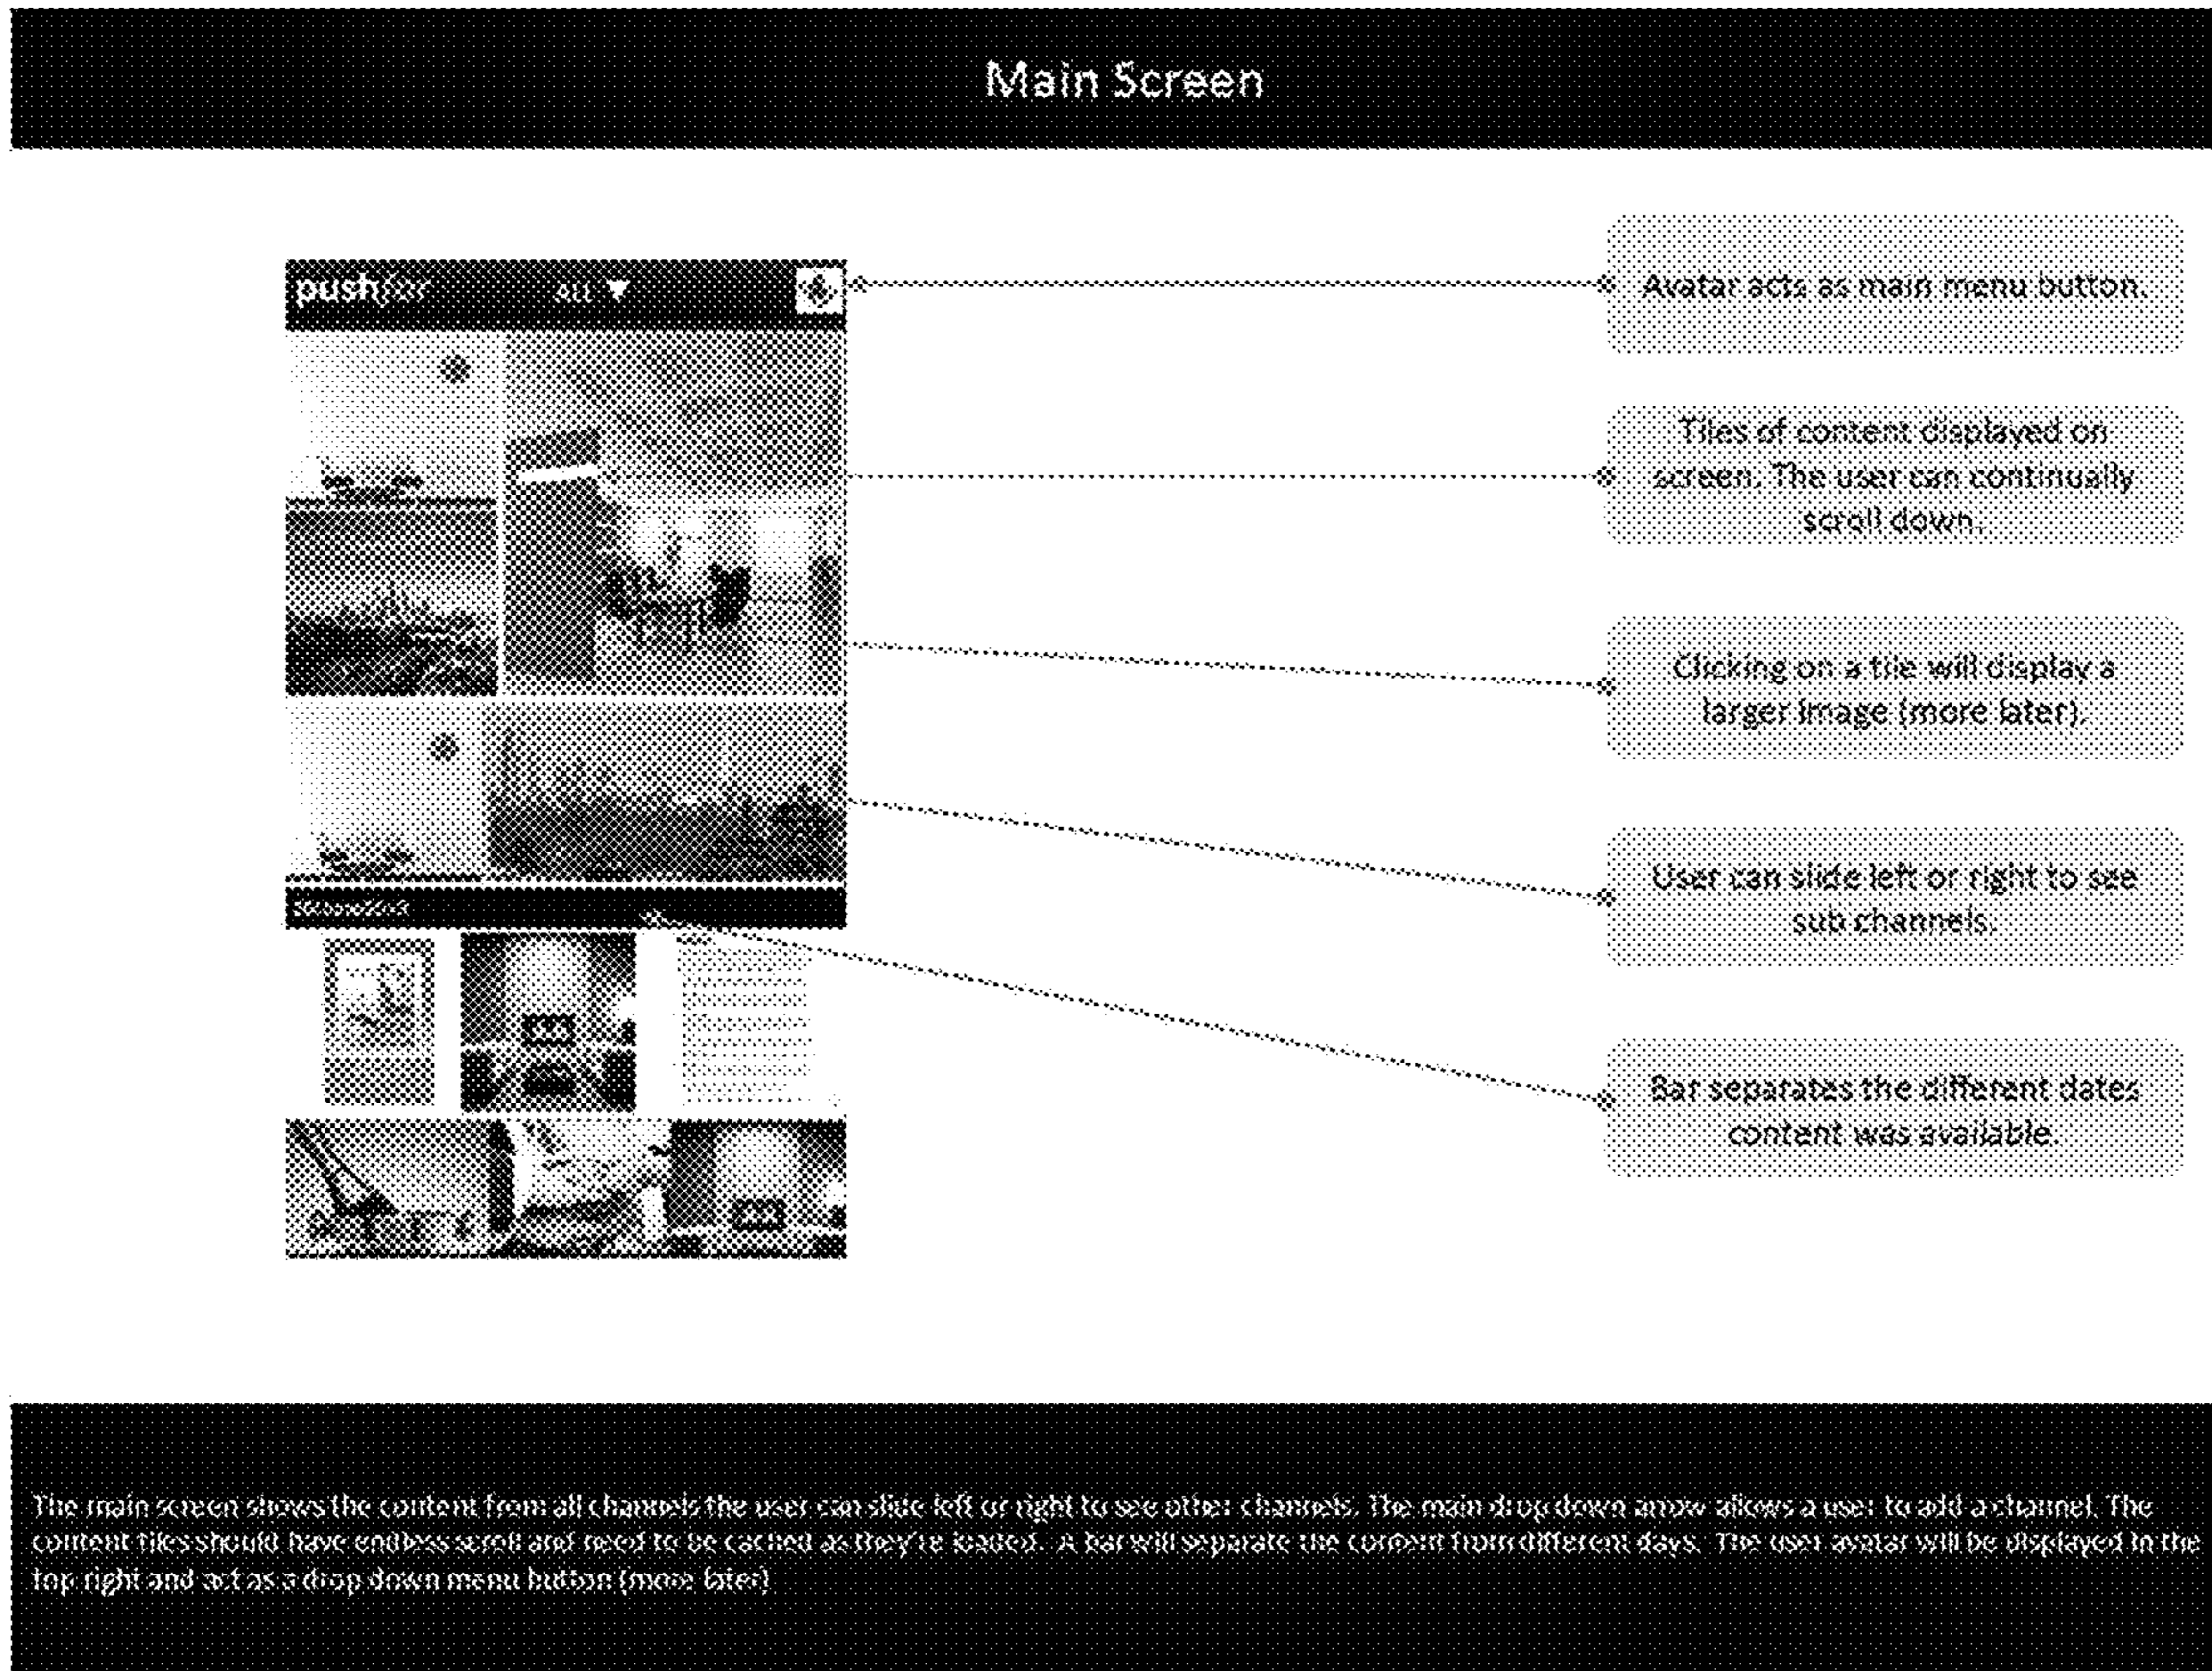 Main Screen
pushfor
ALL
Avatar acts as main menu button.
Tiles of content displayed on
screen. The user can continually
scroll down.
Clicking on a tile will display a
larger image (more later).
User can slide left or right to see
sub channels.
Bar separates the different dates
content was available.
The main screen shows the content from all channels the user can slide left or right to see other channels. The main drop down arrow allows a user to add a channel. The
content tiles should have endless scroll and need to be cached as they're loaded. A bar will separate the content from different days. The user avatar will be displayed in the
top right and act as a drop down menu button (more later)